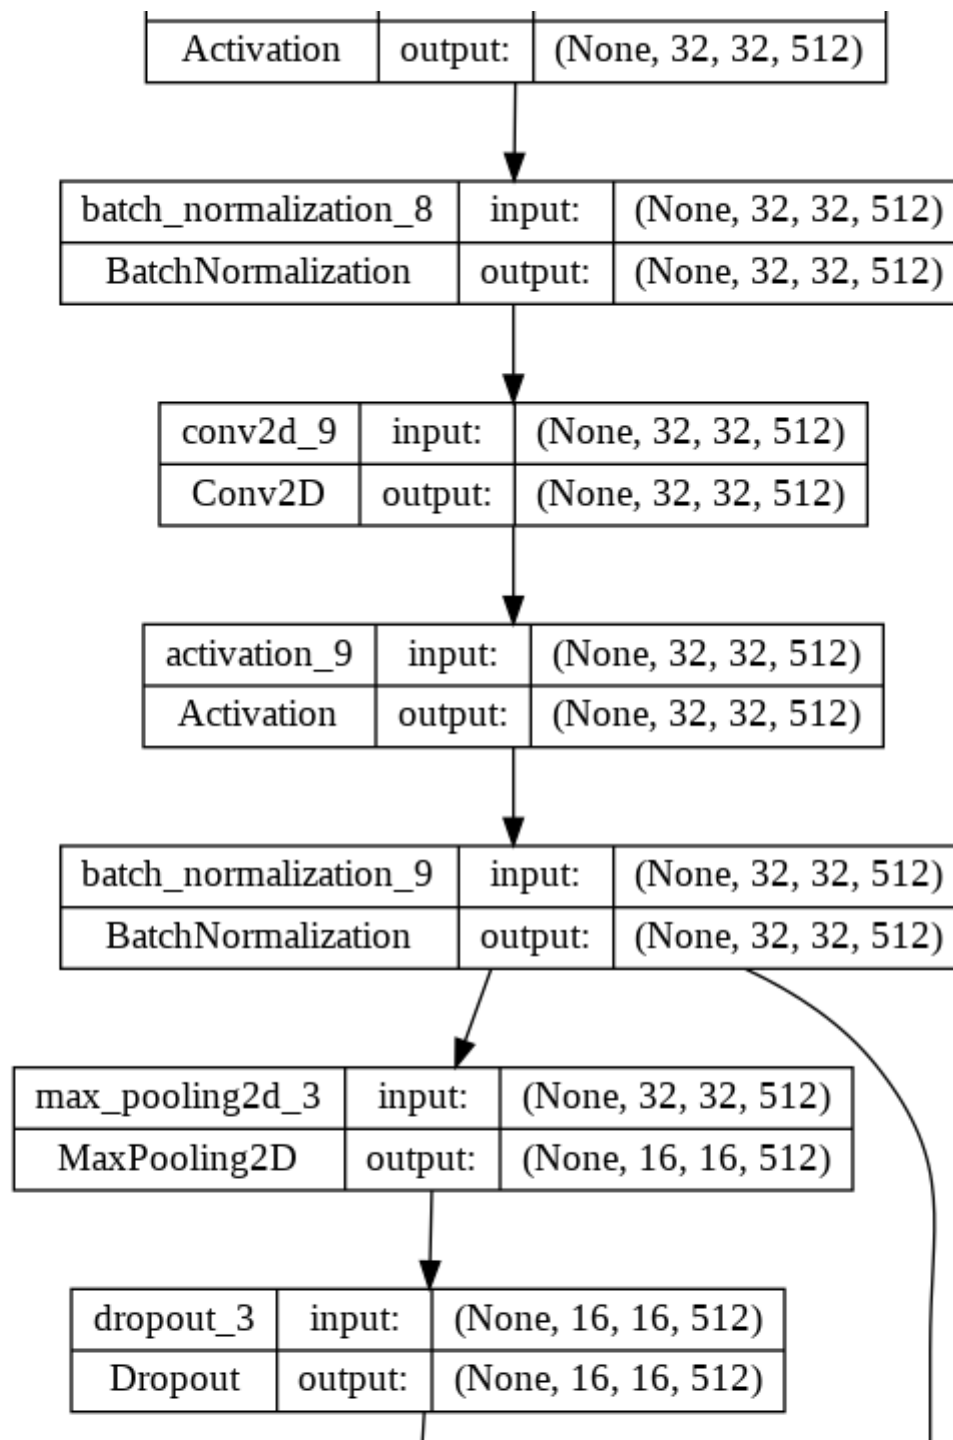 Activation output: (None, 32, 32, 512)
batch_normalization_8 input: (None, 32, 32, 512)
BatchNormalization output: (None, 32, 32, 512)
conv2d_9 input: (None, 32, 32, 512)
Conv2D output: (None, 32, 32, 512)
activation_9 input: (None, 32, 32, 512)
Activation output: (None, 32, 32, 512)
batch_normalization_9 input: (None, 32, 32, 512)
BatchNormalization output: (None, 32, 32, 512)
max_pooling2d_3 input: (None, 32, 32, 512)
MaxPooling2D output: (None, 16, 16, 512)
dropout_3 input: (None, 16, 16, 512)
Dropout output: (None, 16, 16, 512)